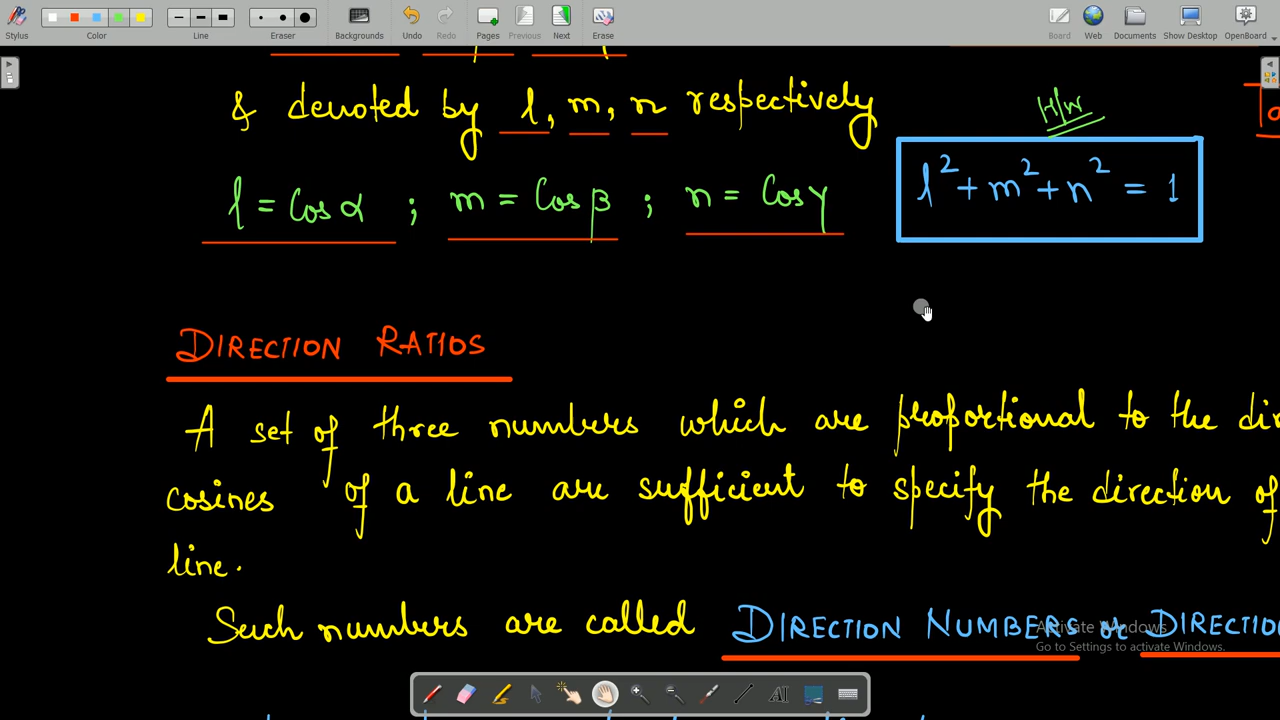 Stylus Color Line Eraser Backgrounds Undo Redo Pages Previous Next Erase Board Web Documents Show Desktop OpenBoard
& denoted by l, m, n respectively
H/W
l = Cos α ; m = Cos β ; n = Cos γ
l² + m² + n² = 1
DIRECTION RATIOS
A set of three numbers which are proportional to the dir
cosines of a line are sufficient to specify the direction of
line.
Such numbers are called DIRECTION NUMBERS or DIRECTIO
Activate Windows
Go to Settings to activate Windows.